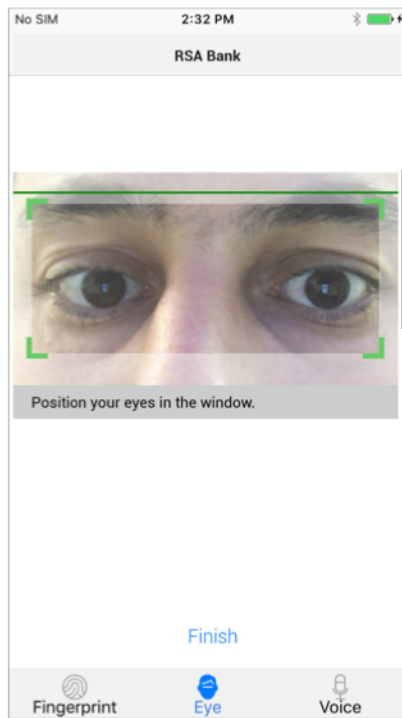 No SIM 2:32 PM
RSA Bank
Position your eyes in the window.
Finish
Fingerprint Eye Voice